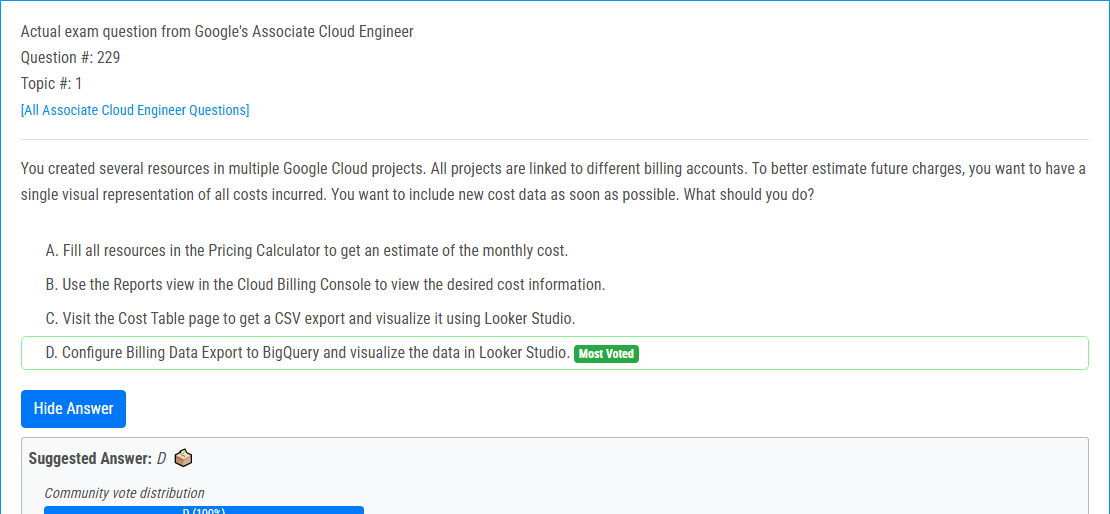 Actual exam question from Google's Associate Cloud Engineer
Question #: 229
Topic #: 1
[All Associate Cloud Engineer Questions]
You created several resources in multiple Google Cloud projects. All projects are linked to different billing accounts. To better estimate future charges, you want to have a
single visual representation of all costs incurred. You want to include new cost data as soon as possible. What should you do?
A. Fill all resources in the Pricing Calculator to get an estimate of the monthly cost.
B. Use the Reports view in the Cloud Billing Console to view the desired cost information.
C. Visit the Cost Table page to get a CSV export and visualize it using Looker Studio.
D. Configure Billing Data Export to BigQuery and visualize the data in Looker Studio. Most Voted
Hide Answer
Suggested Answer: D
Community vote distribution
D (100%)